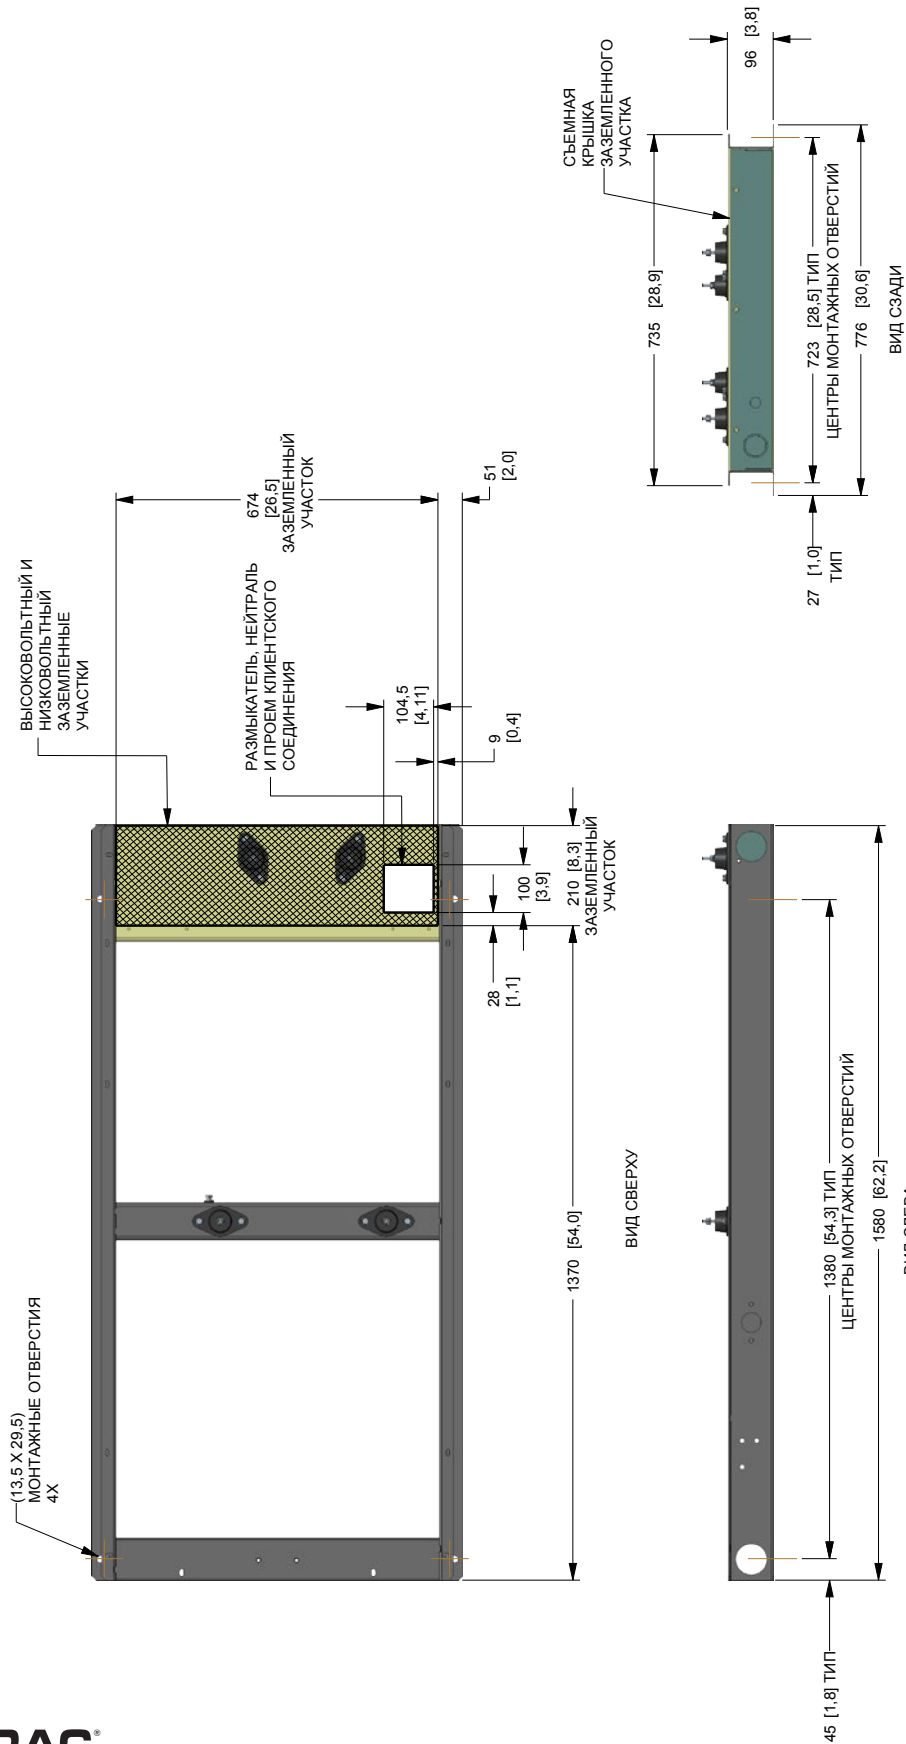 (13,5 X 29,5)
МОНТАЖНЫЕ ОТВЕРСТИЯ
4X
ВЫСОКОВОЛЬТНЫЙ И
НИЗКОВОЛЬТНЫЙ
ЗАЗЕМЛЕННЫЕ
УЧАСТКИ
674
[26,5]
ЗАЗЕМЛЕННЫЙ
УЧАСТОК
РАЗМЫКАТЕЛЬ, НЕЙТРАЛЬ
И ПРОЕМ КЛИЕНТСКОГО
СОЕДИНЕНИЯ
104,5
[4,11]
51
[2,0]
9
[0,4]
100
[3,9]
28
[1,1]
210 [8,3]
ЗАЗЕМЛЕННЫЙ
УЧАСТОК
1370 [54,0]
ВИД СВЕРХУ
СЪЕМНАЯ
КРЫШКА
ЗАЗЕМЛЕННОГО
УЧАСТКА
96 [3,8]
735 [28,9]
723 [28,5] ТИП
ЦЕНТРЫ МОНТАЖНЫХ ОТВЕРСТИЙ
776 [30,6]
27 [1,0]
ТИП
ВИД СЗАДИ
1380 [54,3] ТИП
ЦЕНТРЫ МОНТАЖНЫХ ОТВЕРСТИЙ
1580 [62,2]
45 [1,8] ТИП